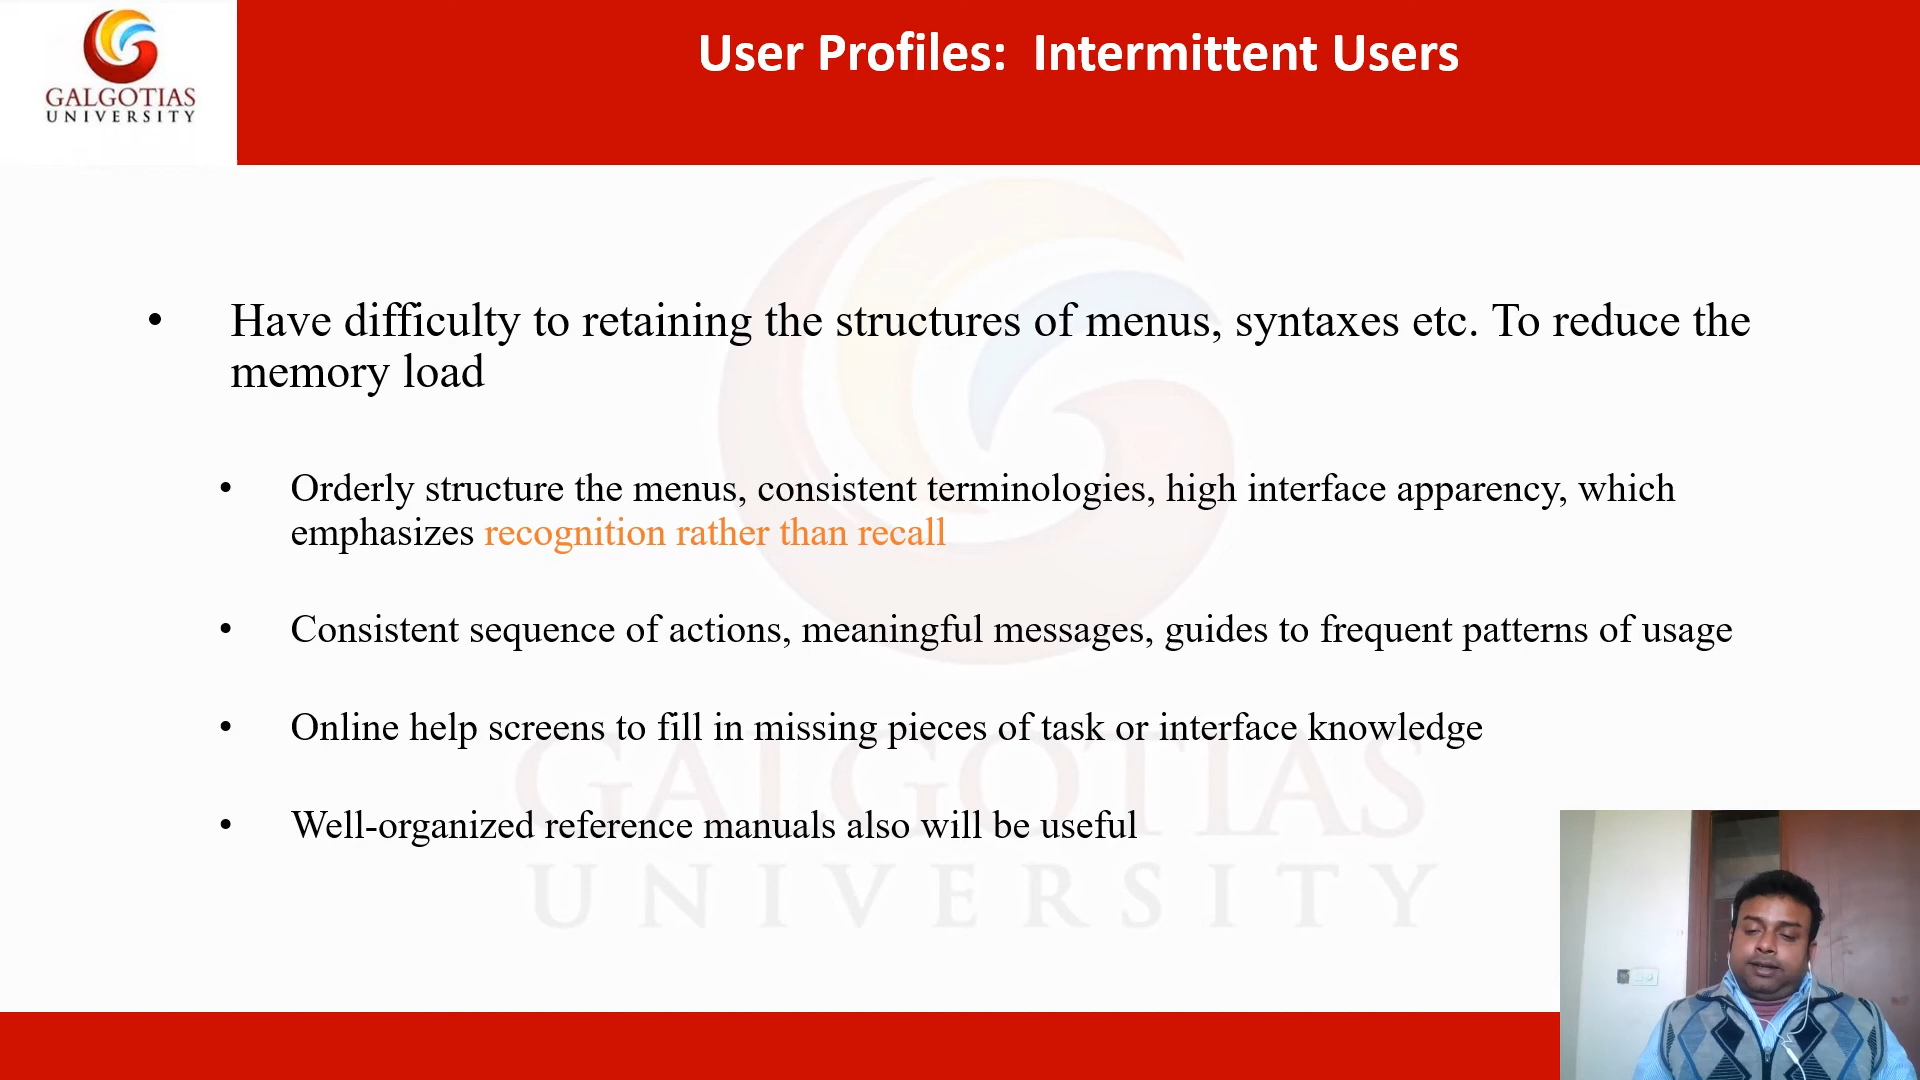 GALGOTIAS
UNIVERSITY
User Profiles: Intermittent Users
• Have difficulty to retaining the structures of menus, syntaxes etc. To reduce the
memory load
• Orderly structure the menus, consistent terminologies, high interface apparency, which
emphasizes recognition rather than recall
• Consistent sequence of actions, meaningful messages, guides to frequent patterns of usage
• Online help screens to fill in missing pieces of task or interface knowledge
• Well-organized reference manuals also will be useful
GALGOTIAS
UNIVERSITY